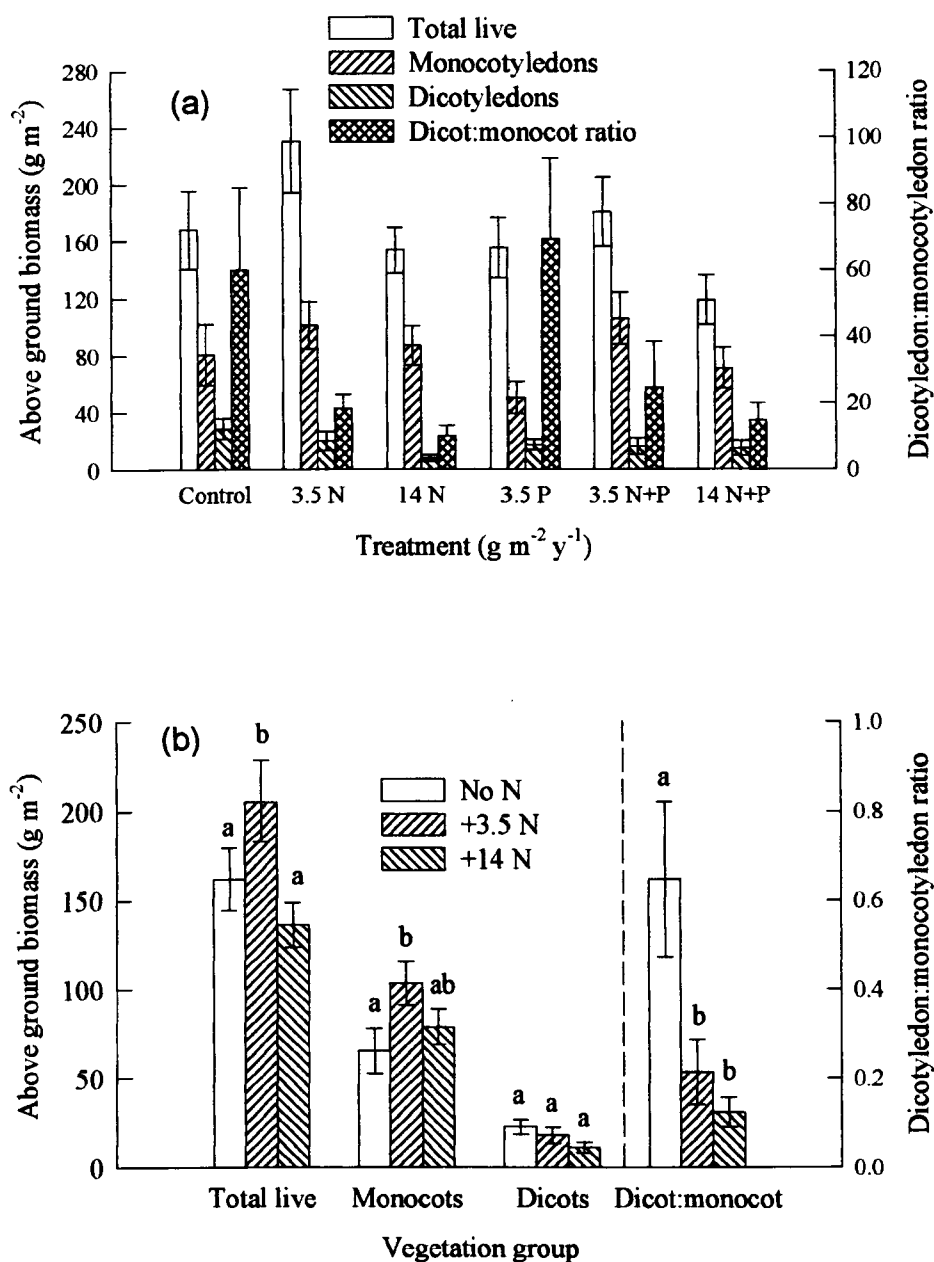 Total live
Monocotyledons
Dicotyledons
Dicot:monocot ratio
(a)
Above ground biomass (g m⁻²)
280
240
200
160
120
80
40
0
Dicotyledon:monocotyledon ratio
120
100
80
60
40
20
0
Control 3.5 N 14 N 3.5 P 3.5 N+P 14 N+P
Treatment (g m⁻² y⁻¹)
(b)
Above ground biomass (g m⁻²)
250
200
150
100
50
0
No N
+3.5 N
+14 N
a b a
a b ab
a a a
a b b
Dicotyledon:monocotyledon ratio
1.0
0.8
0.6
0.4
0.2
0.0
Total live Monocots Dicots Dicot:monocot
Vegetation group